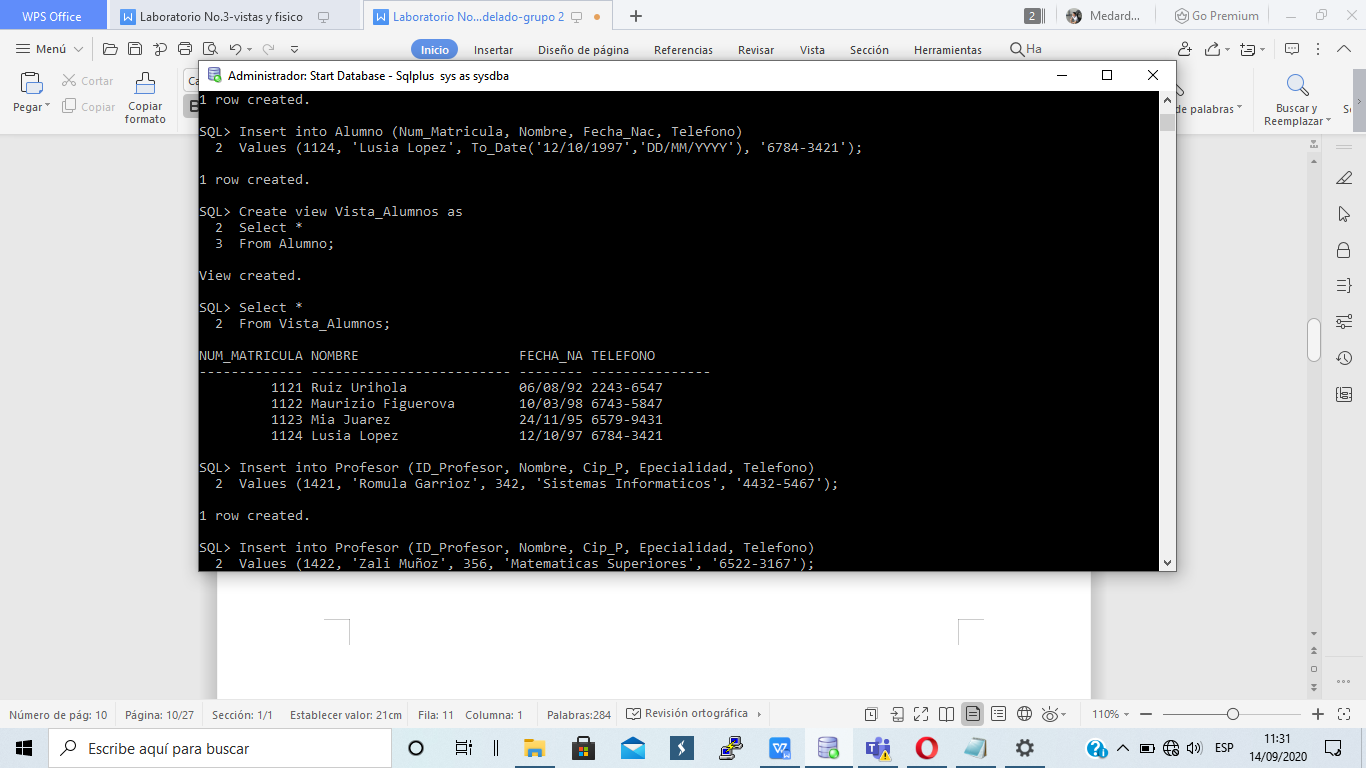 WPS Office
Laboratorio No.3-vistas y fisico
Laboratorio No...delado-grupo 2
2
Medard...
Go Premium
Menú
Inicio
Insertar
Diseño de página
Referencias
Revisar
Vista
Sección
Herramientas
Ha
Pegar
Cortar
Copiar
Copiar
formato
Ca
de palabras
Buscar y
Reemplazar
Administrador: Start Database - Sqlplus  sys as sysdba
1 row created.
SQL> Insert into Alumno (Num_Matricula, Nombre, Fecha_Nac, Telefono)
  2  Values (1124, 'Lusia Lopez', To_Date('12/10/1997','DD/MM/YYYY'), '6784-3421');
1 row created.
SQL> Create view Vista_Alumnos as
  2  Select *
  3  From Alumno;
View created.
SQL> Select *
  2  From Vista_Alumnos;
NUM_MATRICULA NOMBRE                    FECHA_NA TELEFONO
------------- ------------------------- -------- ---------------
         1121 Ruiz Urihola              06/08/92 2243-6547
         1122 Maurizio Figuerova        10/03/98 6743-5847
         1123 Mia Juarez                24/11/95 6579-9431
         1124 Lusia Lopez               12/10/97 6784-3421
SQL> Insert into Profesor (ID_Profesor, Nombre, Cip_P, Epecialidad, Telefono)
  2  Values (1421, 'Romula Garrioz', 342, 'Sistemas Informaticos', '4432-5467');
1 row created.
SQL> Insert into Profesor (ID_Profesor, Nombre, Cip_P, Epecialidad, Telefono)
  2  Values (1422, 'Zali Muñoz', 356, 'Matematicas Superiores', '6522-3167');
Número de pág: 10
Página: 10/27
Sección: 1/1
Establecer valor: 21cm
Fila: 11
Columna: 1
Palabras:284
Revisión ortográfica
110%
Escribe aquí para buscar
ESP
11:31
14/09/2020